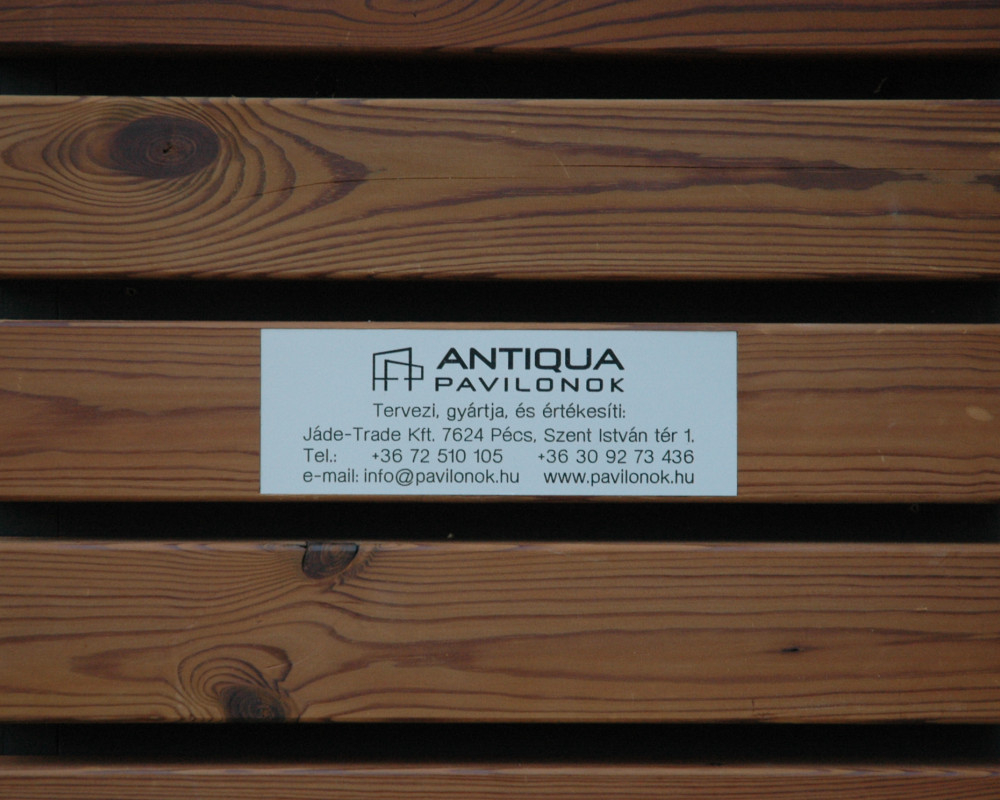 ANTIQUA
PAVILONOK
Tervezi, gyártja, és értékesíti:
Jáde-Trade Kft. 7624 Pécs, Szent István tér 1.
Tel.: +36 72 510 105 +36 30 92 73 436
e-mail: info@pavilonok.hu www.pavilonok.hu